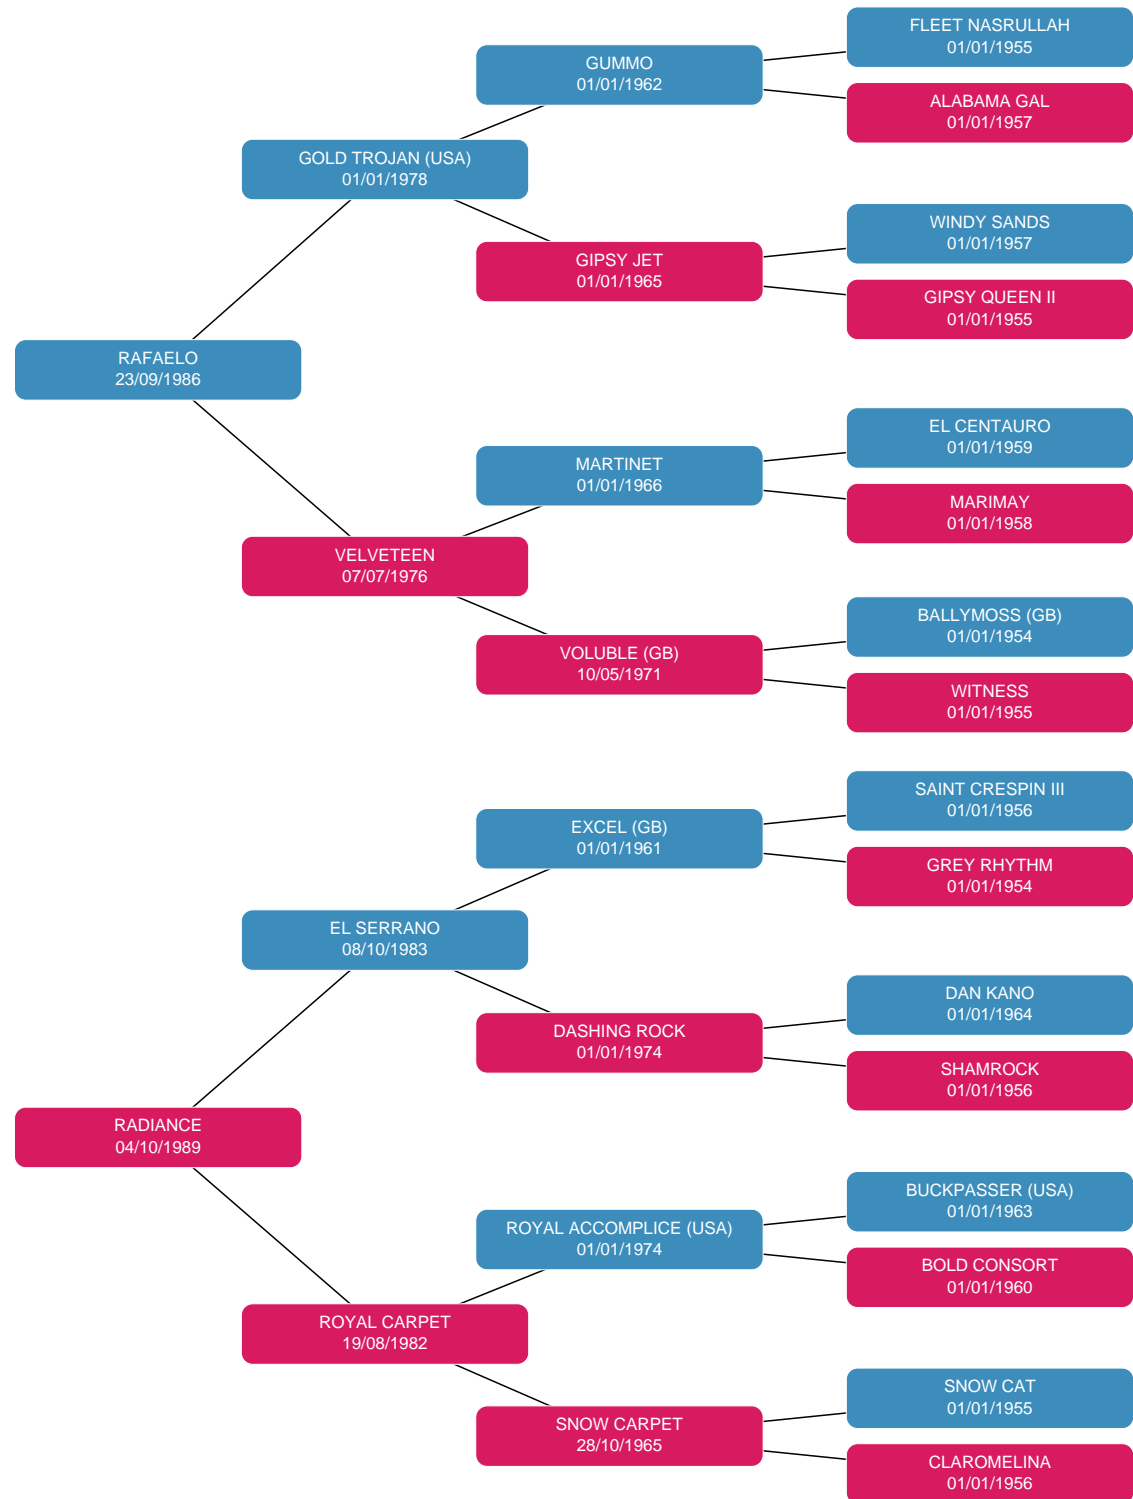 FLEET NASRULLAH
01/01/1955
GUMMO
01/01/1962
ALABAMA GAL
01/01/1957
GOLD TROJAN (USA)
01/01/1978
WINDY SANDS
01/01/1957
GIPSY JET
01/01/1965
GIPSY QUEEN II
01/01/1955
RAFAELO
23/09/1986
EL CENTAURO
01/01/1959
MARTINET
01/01/1966
MARIMAY
01/01/1958
VELVETEEN
07/07/1976
BALLYMOSS (GB)
01/01/1954
VOLUBLE (GB)
10/05/1971
WITNESS
01/01/1955
SAINT CRESPIN III
01/01/1956
EXCEL (GB)
01/01/1961
GREY RHYTHM
01/01/1954
EL SERRANO
08/10/1983
DAN KANO
01/01/1964
DASHING ROCK
01/01/1974
SHAMROCK
01/01/1956
RADIANCE
04/10/1989
BUCKPASSER (USA)
01/01/1963
ROYAL ACCOMPLICE (USA)
01/01/1974
BOLD CONSORT
01/01/1960
ROYAL CARPET
19/08/1982
SNOW CAT
01/01/1955
SNOW CARPET
28/10/1965
CLAROMELINA
01/01/1956